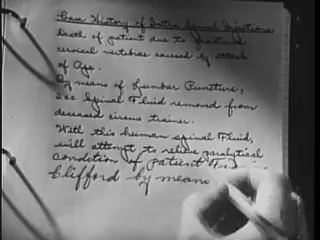 Case History of Intra Spinal Injections
Death of patient due to fractured
cervical vertebrae caused by attack
of Ape.
By means of Lumbar Puncture,
2cc Spinal Fluid removed from
deceased circus trainer.
With this human spinal Fluid,
will attempt to relieve paralytical
condition of patient
Clifford by means